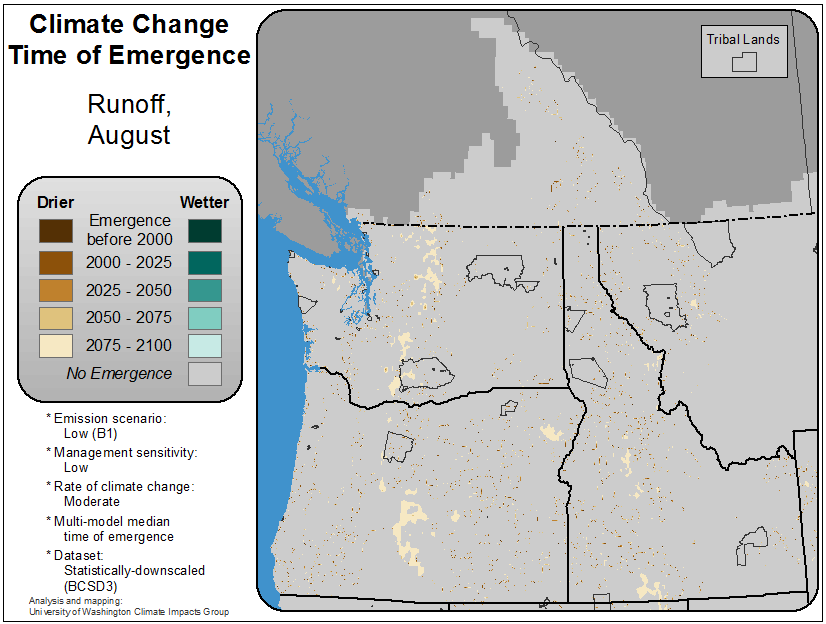 Climate Change
Time of Emergence
Runoff,
August
Drier
Wetter
Emergence
before 2000
2000 - 2025
2025 - 2050
2050 - 2075
2075 - 2100
No Emergence
* Emission scenario:
Low (B1)
* Management sensitivity:
Low
* Rate of climate change:
Moderate
* Multi-model median
time of emergence
* Dataset:
Statistically-downscaled
(BCSD3)
Analysis and mapping:
University of Washington Climate Impacts Group
Tribal Lands